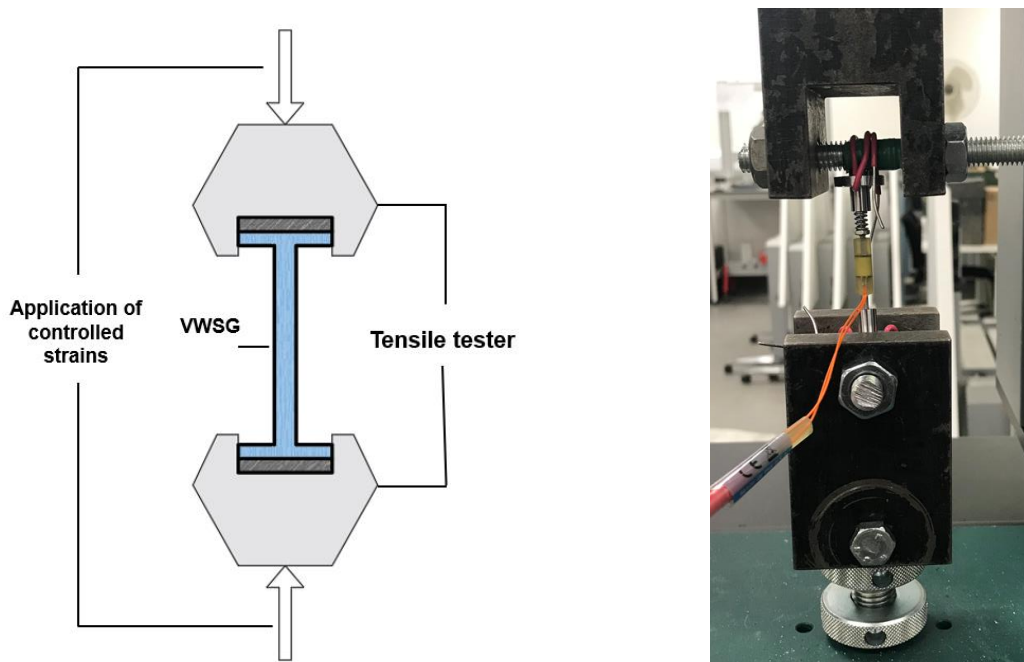 Application of
controlled
strains
VWSG
Tensile tester